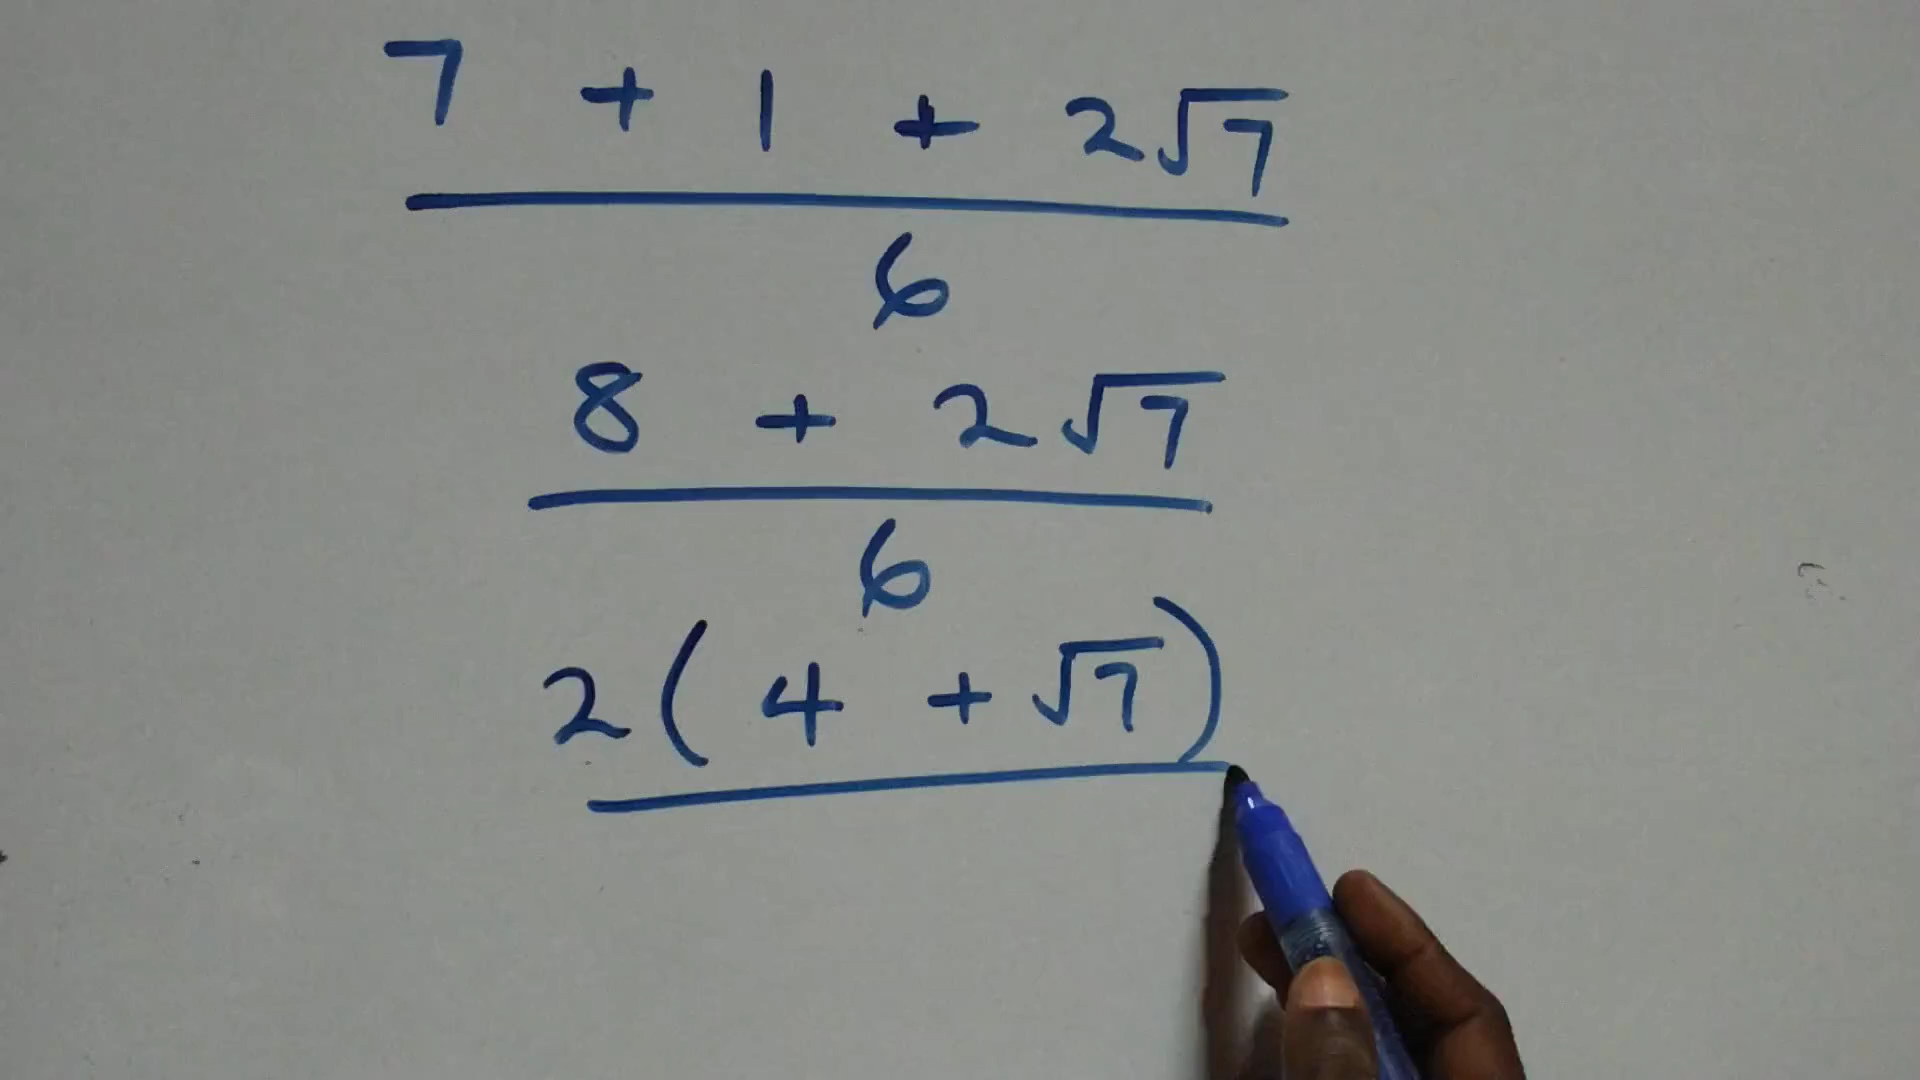 7 + 1 + 2√7
6
8 + 2√7
6
2(4 + √7)